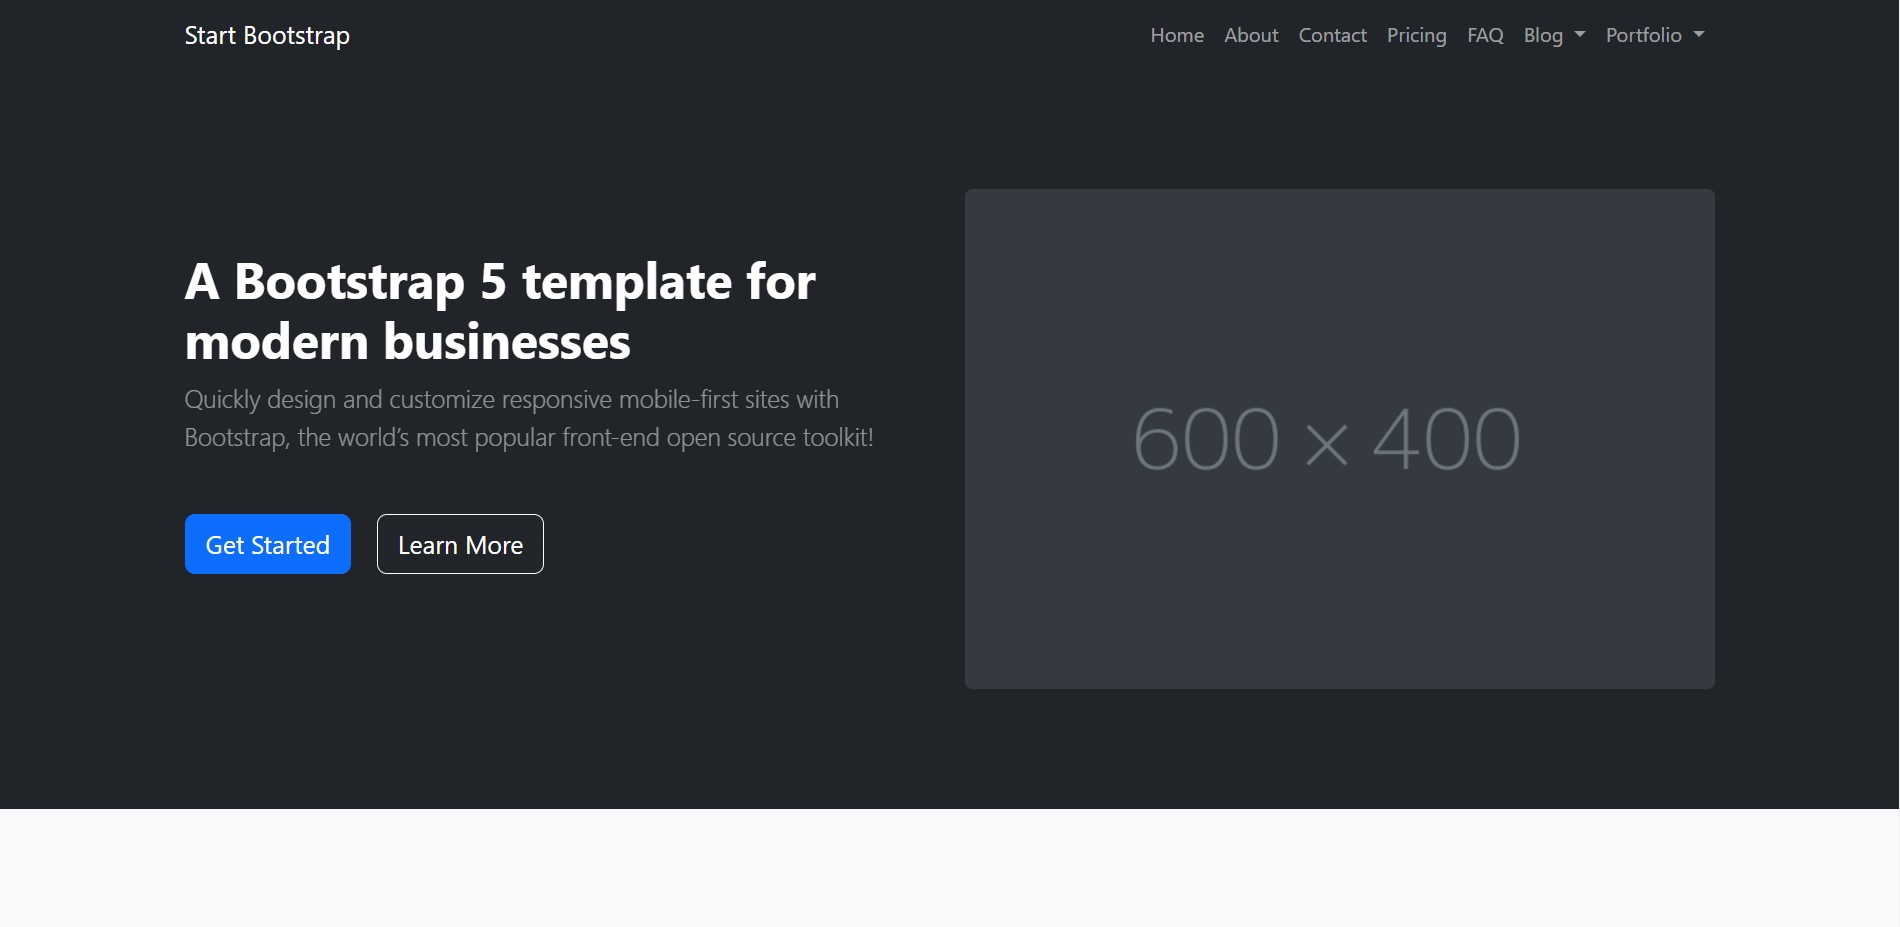 Start Bootstrap
Home About Contact Pricing FAQ Blog Portfolio
A Bootstrap 5 template for
modern businesses
Quickly design and customize responsive mobile-first sites with
Bootstrap, the world’s most popular front-end open source toolkit!
Get Started
Learn More
600 × 400